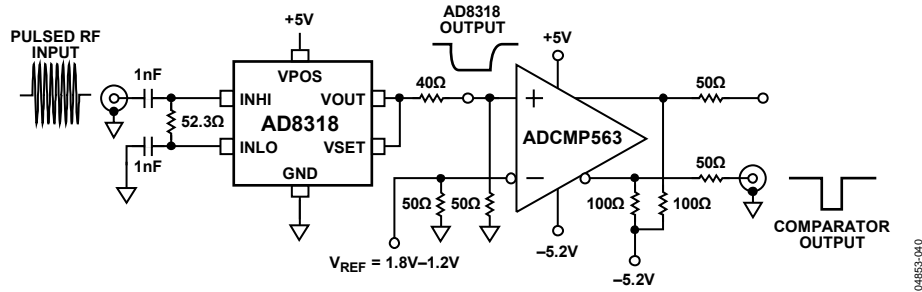 PULSED RF
INPUT
1nF
52.3Ω
1nF
+5V
VPOS
INHI
VOUT
AD8318
INLO
VSET
GND
AD8318
OUTPUT
40Ω
50Ω
50Ω
VREF = 1.8V–1.2V
+5V
+
ADCMP563
–
–5.2V
50Ω
50Ω
100Ω
100Ω
–5.2V
COMPARATOR
OUTPUT
04853-040